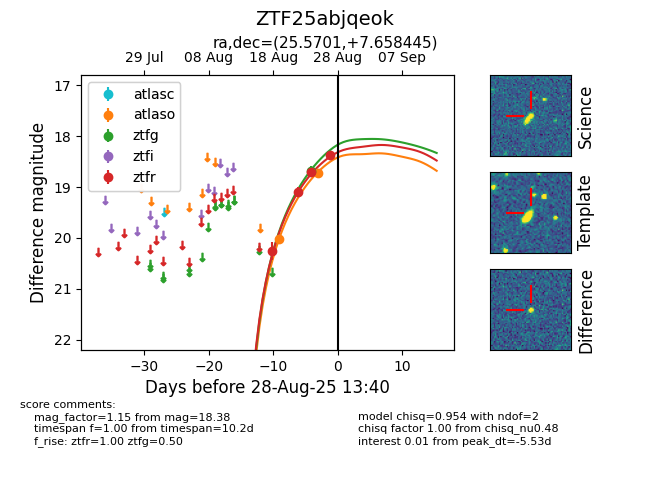 ZTF25abjqeok
ra,dec=(25.5701,+7.658445)
29 Jul 08 Aug 18 Aug 28 Aug 07 Sep
17
18
19
20
21
22
Difference magnitude
atlasc
atlaso
ztfg
ztfi
ztfr
−30 −20 −10 0 10
Days before 28-Aug-25 13:40
Science
Template
Difference
score comments:
mag_factor=1.15 from mag=18.38
timespan f=1.00 from timespan=10.2d
f_rise: ztfr=1.00 ztfg=0.50
model chisq=0.954 with ndof=2
chisq factor 1.00 from chisq_nu0.48
interest 0.01 from peak_dt=-5.53d